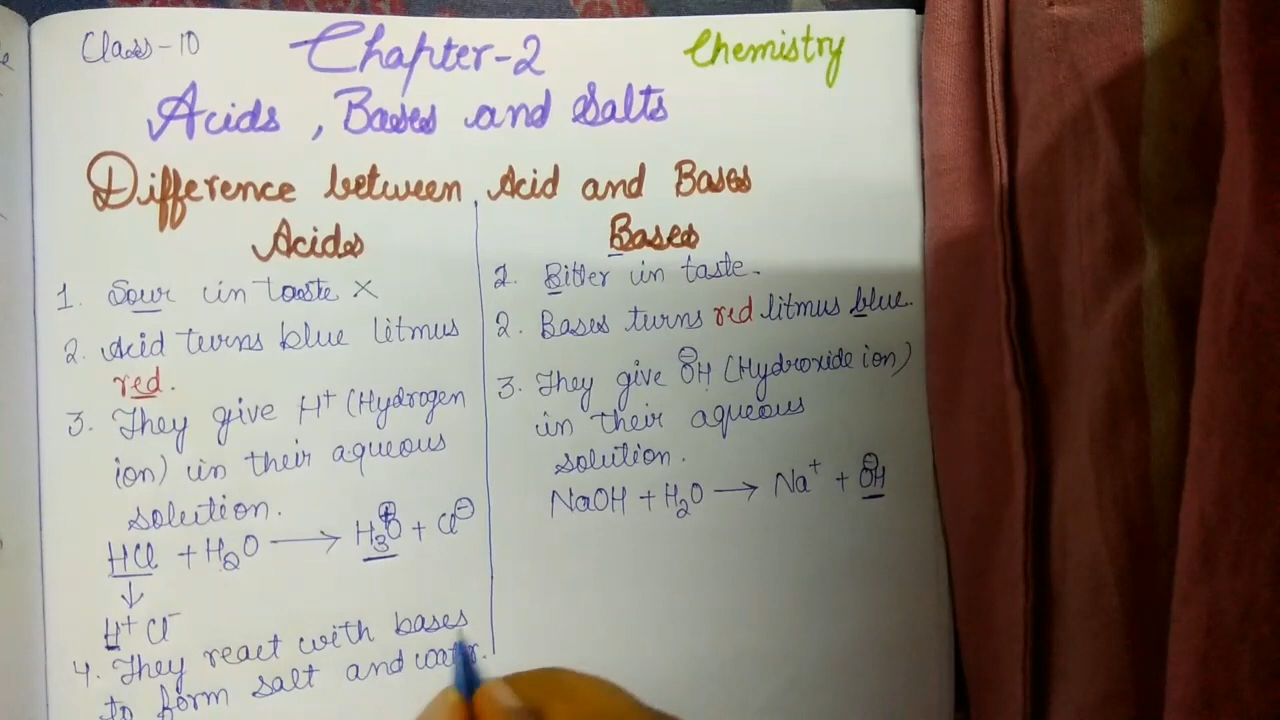 Class-10
Chapter-2
Chemistry
Acids, Bases and Salts
Difference between Acid and Bases
Acids
1. Sour in taste ×
2. Acid turns blue litmus
red.
3. They give H⁺ (Hydrogen
ion) in their aqueous
solution.
HCl + H₂O ⟶ H₃O⊕ + Cl⊖
↓
H⁺ Cl⁻
4. They react with bases
to form salt and water.
Bases
1. Bitter in taste.
2. Bases turns red litmus blue.
3. They give ⊖OH (Hydroxide ion)
in their aqueous
solution.
NaOH + H₂O ⟶ Na⁺ + ⊖OH